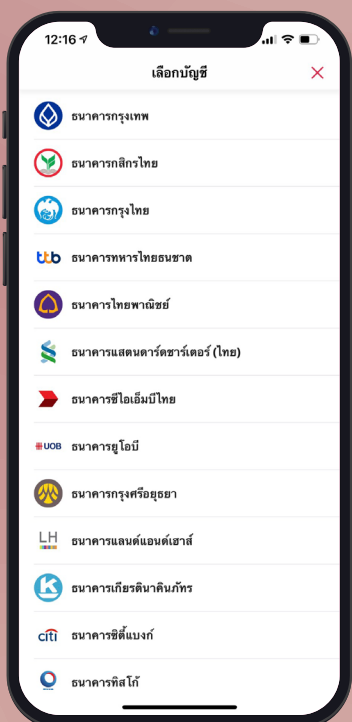 12:16
เลือกบัญชี
ธนาคารกรุงเทพ
ธนาคารกสิกรไทย
ธนาคารกรุงไทย
ttb ธนาคารทหารไทยธนชาต
ธนาคารไทยพาณิชย์
ธนาคารแสตนดาร์ดชาร์เตอร์ (ไทย)
ธนาคารซีไอเอ็มบีไทย
UOB ธนาคารยูโอบี
ธนาคารกรุงศรีอยุธยา
LH ธนาคารแลนด์แอนด์เฮาส์
K ธนาคารเกียรตินาคินภัทร
citi ธนาคารซิตี้แบงก์
ธนาคารทิสโก้